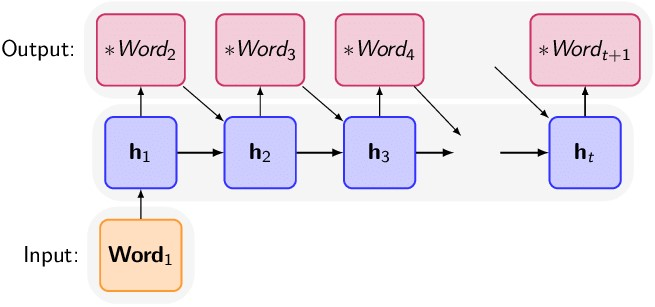 Output: *Word₂ *Word₃ *Word₄ *Wordₜ₊₁
h₁ h₂ h₃ hₜ
Input: Word₁